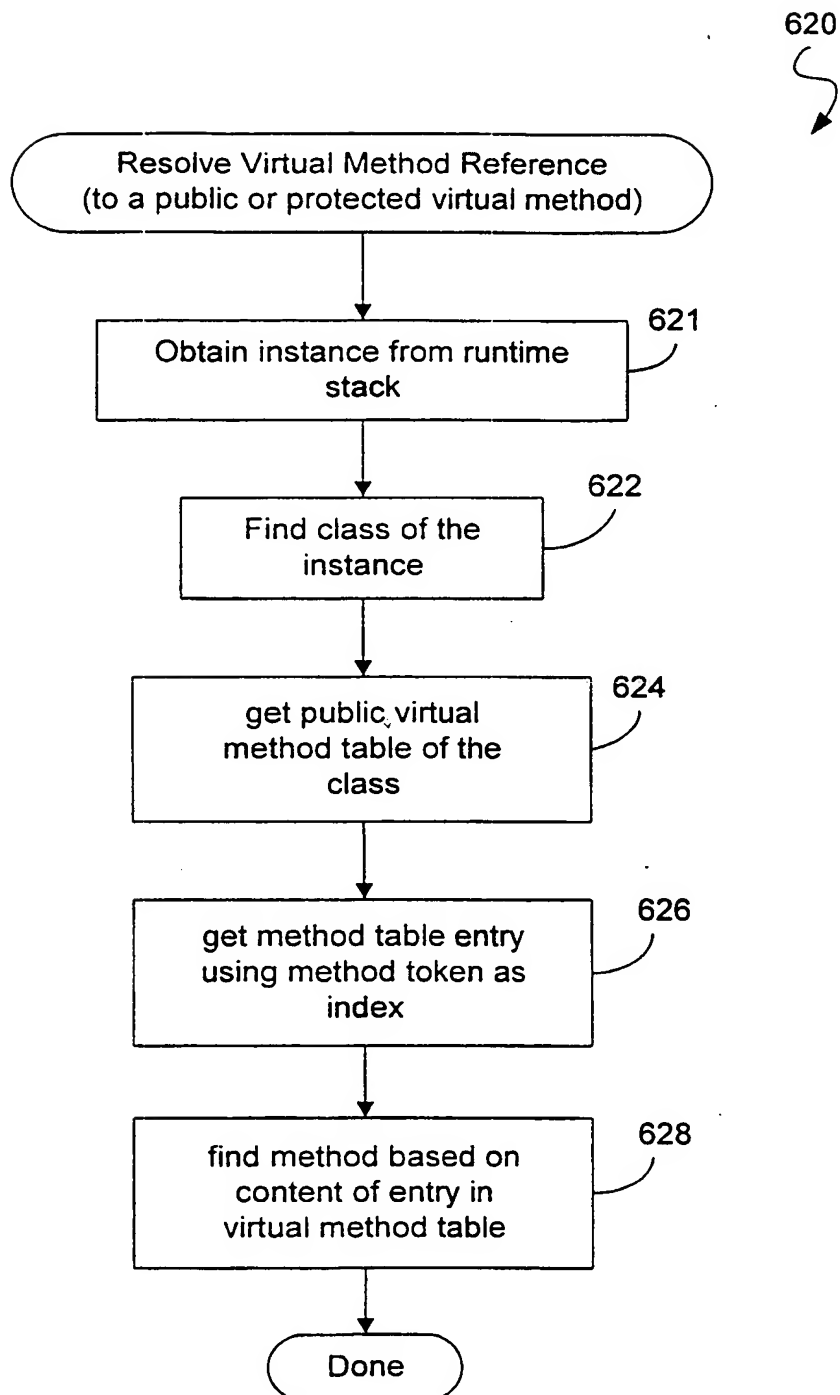 620
Resolve Virtual Method Reference
(to a public or protected virtual method)
621
Obtain instance from runtime
stack
622
Find class of the
instance
624
get public virtual
method table of the
class
626
get method table entry
using method token as
index
628
find method based on
content of entry in
virtual method table
Done